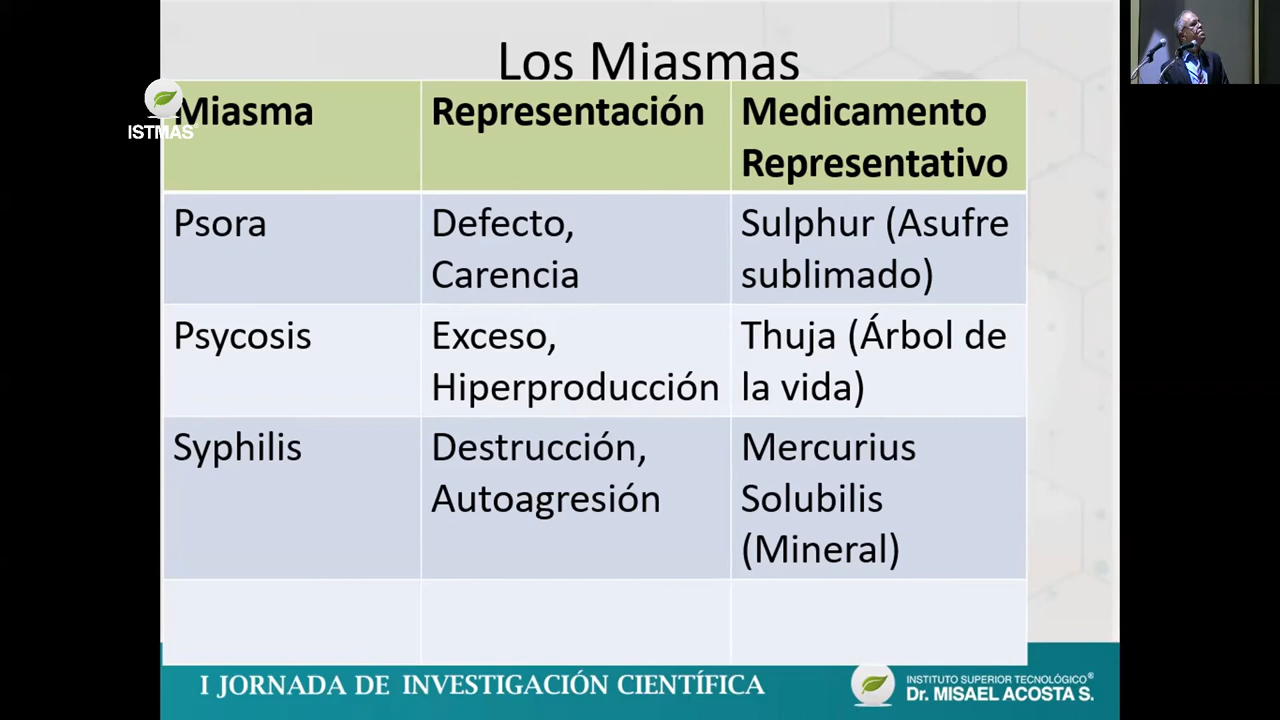 Los Miasmas
ISTMAS
Miasma Representación Medicamento
Representativo
Psora Defecto, Sulphur (Asufre
Carencia sublimado)
Psycosis Exceso, Thuja (Árbol de
Hiperproducción la vida)
Syphilis Destrucción, Mercurius
Autoagresión Solubilis
(Mineral)
I JORNADA DE INVESTIGACIÓN CIENTÍFICA
INSTITUTO SUPERIOR TECNOLÓGICO
Dr. MISAEL ACOSTA S.